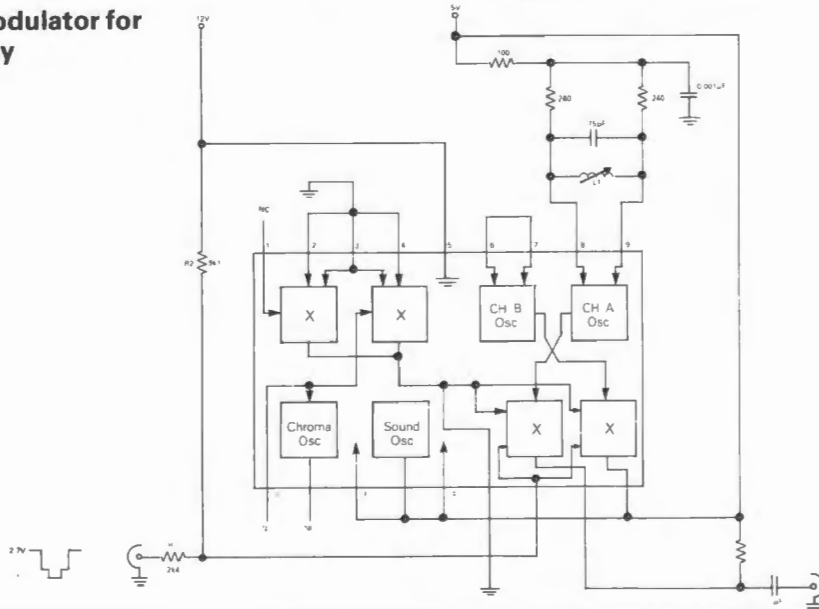 odulator for
y
12V
5V
100
240
0.001µF
75pF
L1
NC
1 2 3 4 5 6 7 8 9
R2
X
X
CH B
Osc
CH A
Osc
Chroma
Osc
Sound
Osc
X
X
18
2.7V
2k4